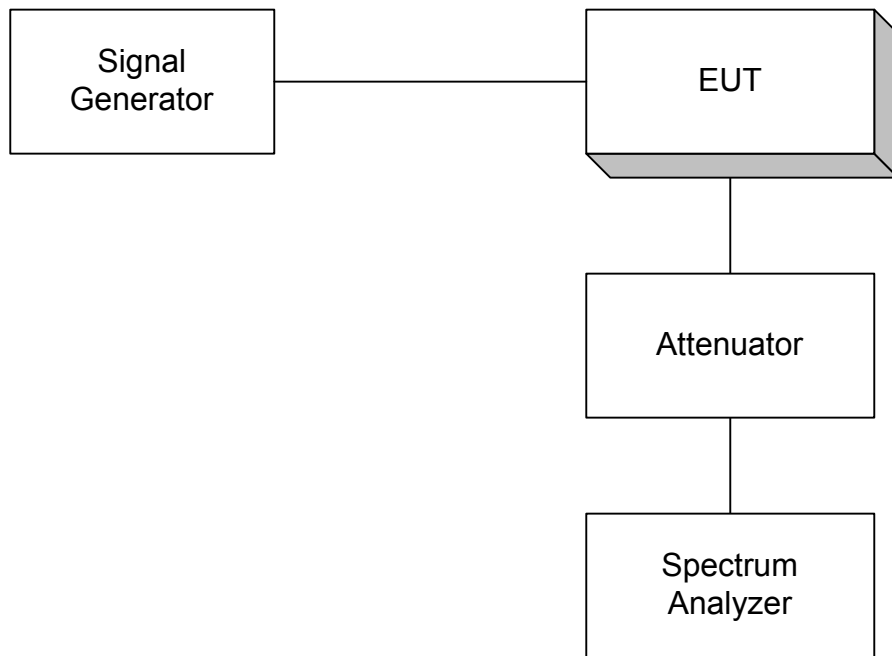 Signal
Generator
EUT
Attenuator
Spectrum
Analyzer